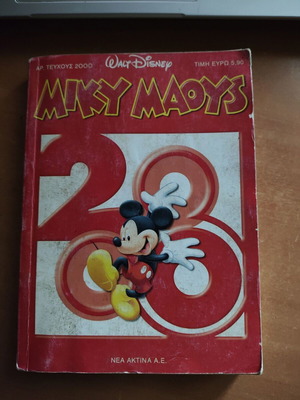 ΑΡ. ΤΕΥΧΟΥΣ 2000
WALT DISNEY
ΤΙΜΗ ΕΥΡΩ 5,90
ΜΙΚΥ ΜΑΟΥΣ
2000
ΝΕΑ ΑΚΤΙΝΑ Α.Ε.